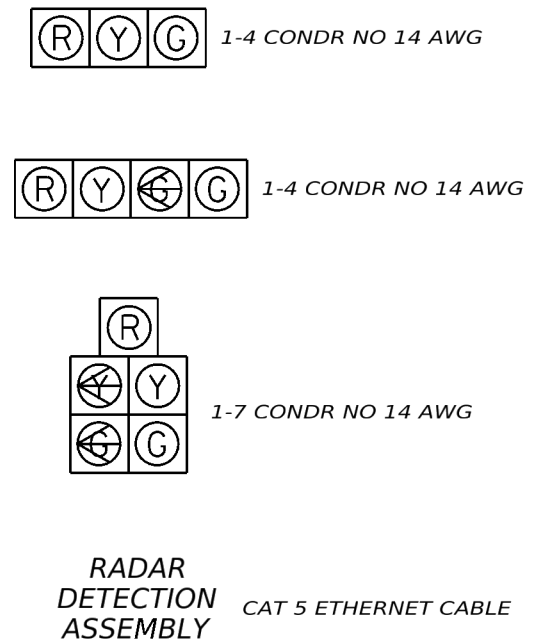 R Y G 1-4 CONDR NO 14 AWG
R Y G G 1-4 CONDR NO 14 AWG
R
Y Y
1-7 CONDR NO 14 AWG
G G
RADAR
DETECTION
ASSEMBLY
CAT 5 ETHERNET CABLE